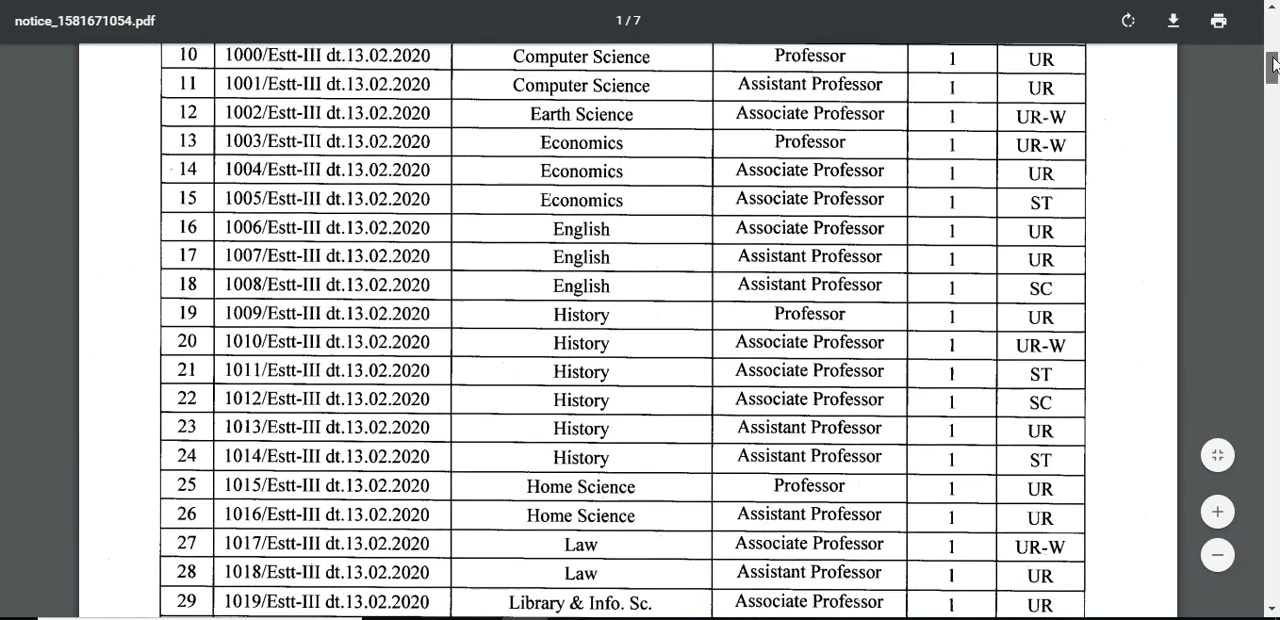 notice_1581671054.pdf 1 / 7
10 1000/Estt-III dt.13.02.2020 Computer Science Professor 1 UR
11 1001/Estt-III dt.13.02.2020 Computer Science Assistant Professor 1 UR
12 1002/Estt-III dt.13.02.2020 Earth Science Associate Professor 1 UR-W
13 1003/Estt-III dt.13.02.2020 Economics Professor 1 UR-W
14 1004/Estt-III dt.13.02.2020 Economics Associate Professor 1 UR
15 1005/Estt-III dt.13.02.2020 Economics Associate Professor 1 ST
16 1006/Estt-III dt.13.02.2020 English Associate Professor 1 UR
17 1007/Estt-III dt.13.02.2020 English Assistant Professor 1 UR
18 1008/Estt-III dt.13.02.2020 English Assistant Professor 1 SC
19 1009/Estt-III dt.13.02.2020 History Professor 1 UR
20 1010/Estt-III dt.13.02.2020 History Associate Professor 1 UR-W
21 1011/Estt-III dt.13.02.2020 History Associate Professor 1 ST
22 1012/Estt-III dt.13.02.2020 History Associate Professor 1 SC
23 1013/Estt-III dt.13.02.2020 History Assistant Professor 1 UR
24 1014/Estt-III dt.13.02.2020 History Assistant Professor 1 ST
25 1015/Estt-III dt.13.02.2020 Home Science Professor 1 UR
26 1016/Estt-III dt.13.02.2020 Home Science Assistant Professor 1 UR
27 1017/Estt-III dt.13.02.2020 Law Associate Professor 1 UR-W
28 1018/Estt-III dt.13.02.2020 Law Assistant Professor 1 UR
29 1019/Estt-III dt.13.02.2020 Library & Info. Sc. Associate Professor 1 UR